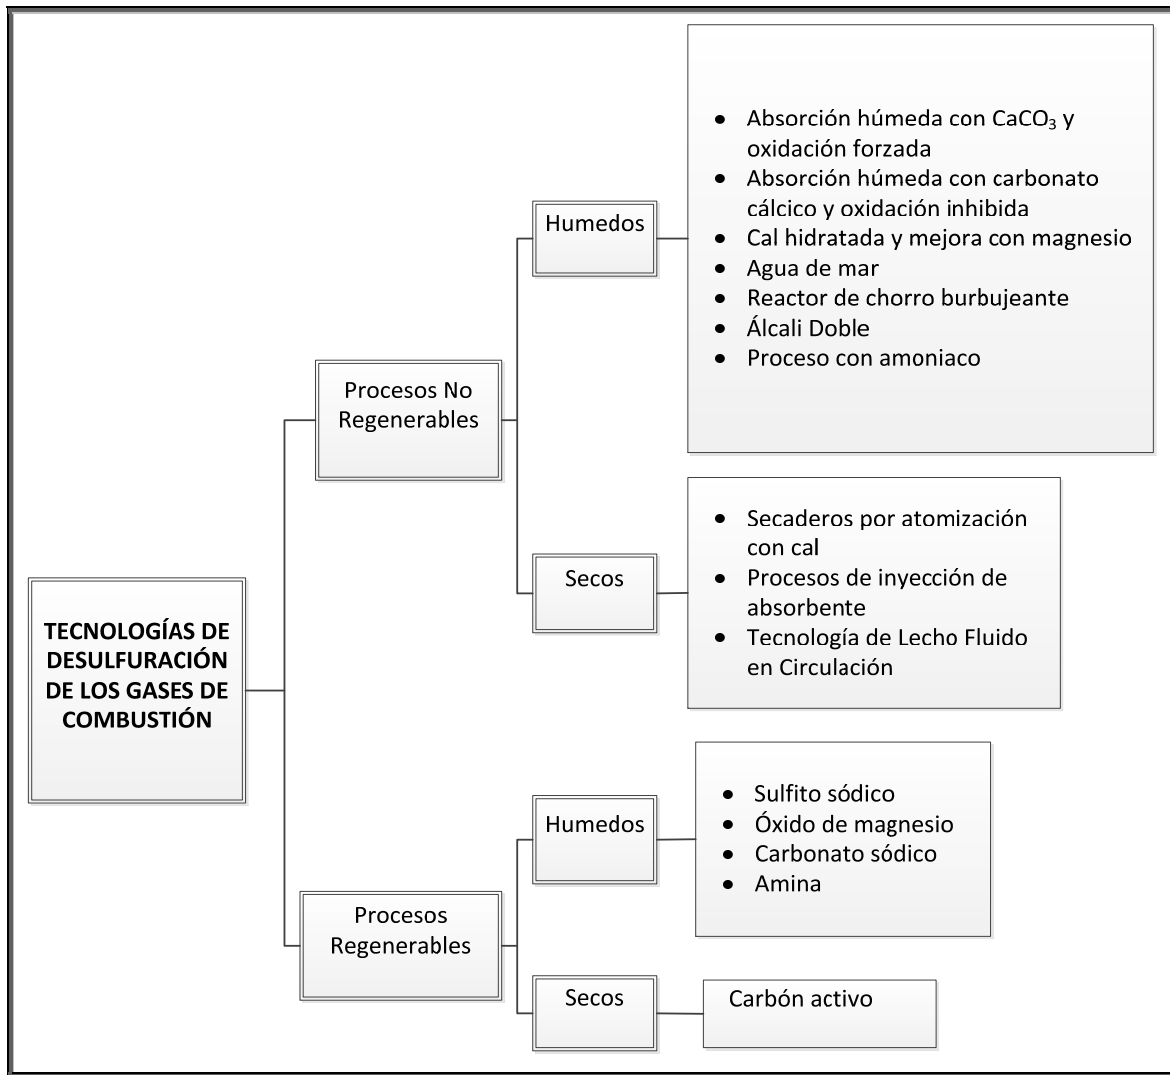 TECNOLOGÍAS DE
DESULFURACIÓN
DE LOS GASES DE
COMBUSTIÓN
Procesos No
Regenerables
Humedos
• Absorción húmeda con CaCO₃ y
oxidación forzada
• Absorción húmeda con carbonato
cálcico y oxidación inhibida
• Cal hidratada y mejora con magnesio
• Agua de mar
• Reactor de chorro burbujeante
• Álcali Doble
• Proceso con amoniaco
Secos
• Secaderos por atomización
con cal
• Procesos de inyección de
absorbente
• Tecnología de Lecho Fluido
en Circulación
Procesos
Regenerables
Humedos
• Sulfito sódico
• Óxido de magnesio
• Carbonato sódico
• Amina
Secos
Carbón activo